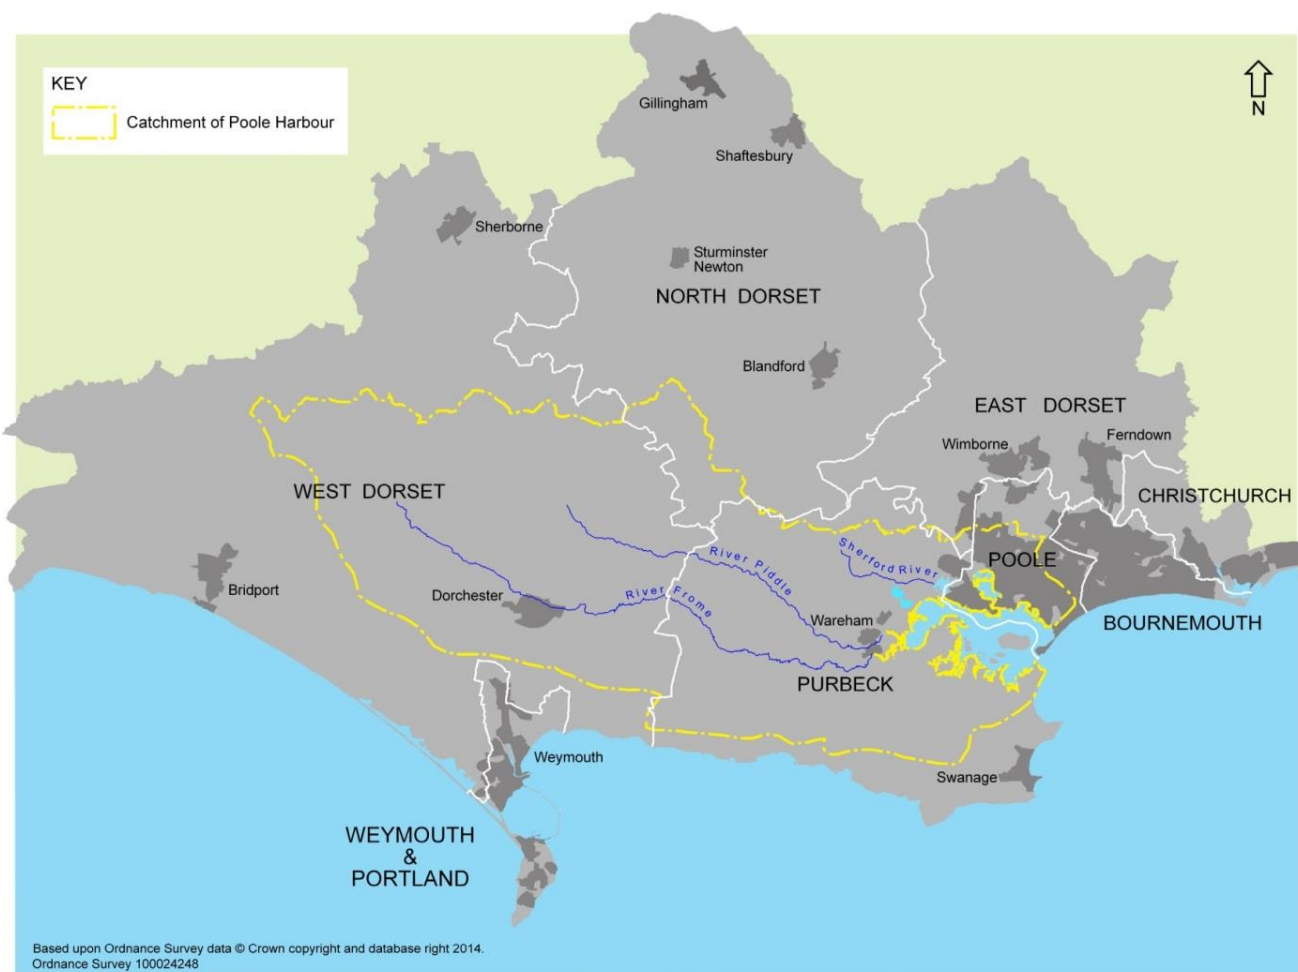 KEY
Catchment of Poole Harbour
N
Gillingham
Shaftesbury
Sherborne
Sturminster
Newton
NORTH DORSET
Blandford
EAST DORSET
Wimborne
Ferndown
WEST DORSET
CHRISTCHURCH
River Piddle
Sherford River
POOLE
Bridport
Dorchester
River Frome
Wareham
BOURNEMOUTH
PURBECK
Weymouth
Swanage
WEYMOUTH
&
PORTLAND
Based upon Ordnance Survey data © Crown copyright and database right 2014.
Ordnance Survey 100024248